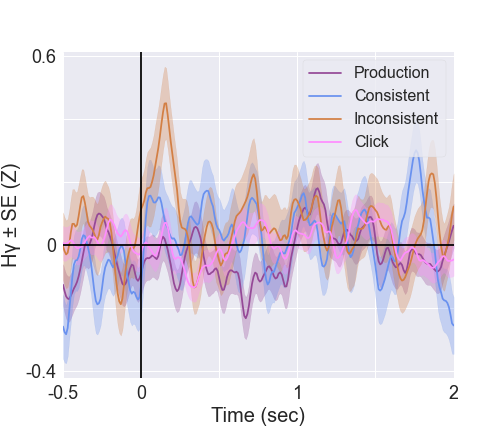 0.6
Production
Consistent
Inconsistent
Click
Hγ ± SE (Z)
0
-0.4
-0.5 0 1 2
Time (sec)